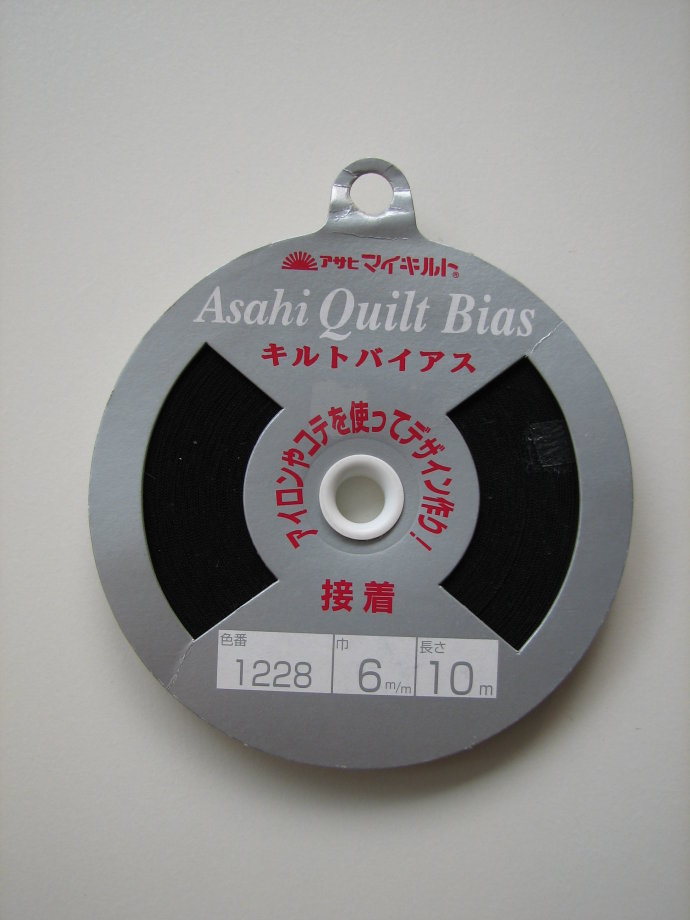 アサヒマイキルト®
Asahi Quilt Bias
キルトバイアス
アイロンやコテを使ってデザイン作り!
接着
色番 巾 長さ
1228 6 m/m 10 m